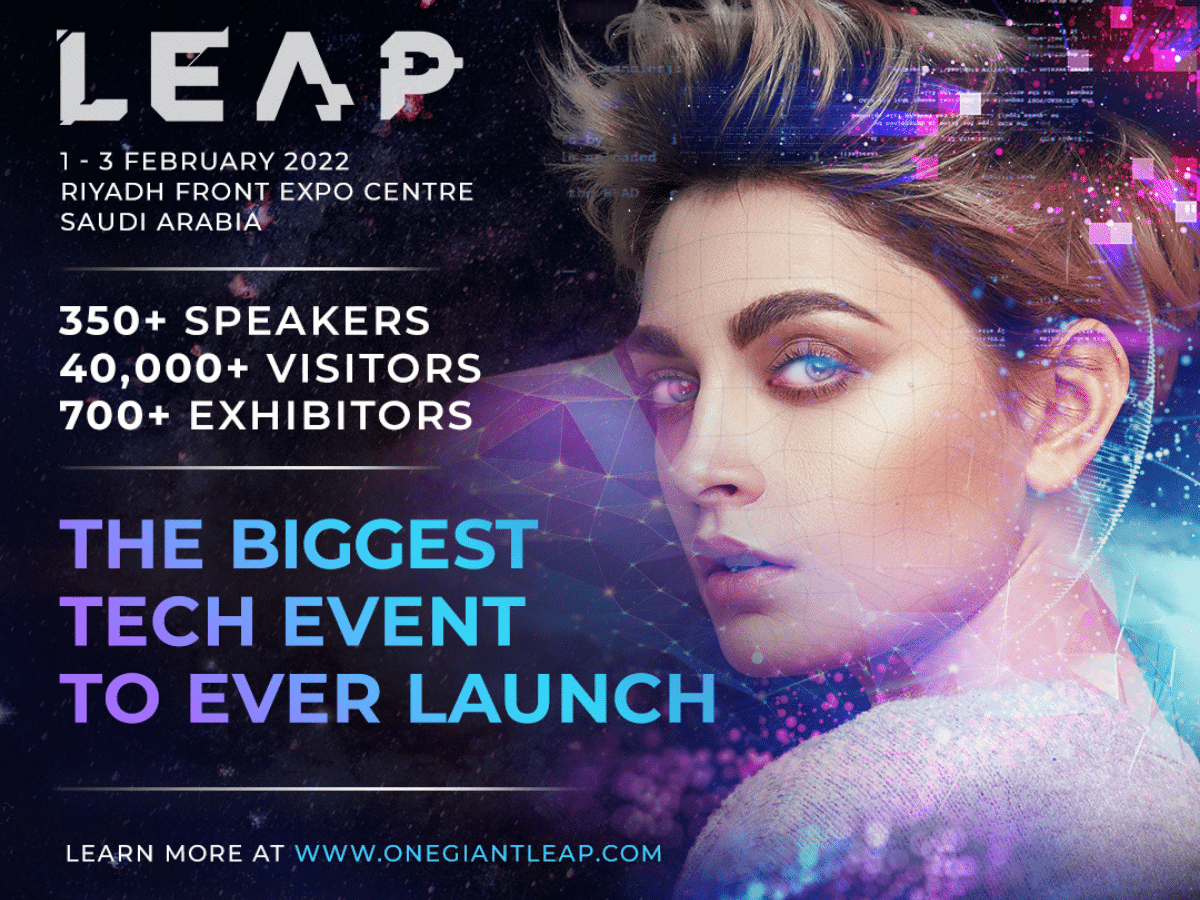 LEAP
1 - 3 FEBRUARY 2022
RIYADH FRONT EXPO CENTRE
SAUDI ARABIA
350+ SPEAKERS
40,000+ VISITORS
700+ EXHIBITORS
THE BIGGEST
TECH EVENT
TO EVER LAUNCH
LEARN MORE AT WWW.ONEGIANTLEAP.COM